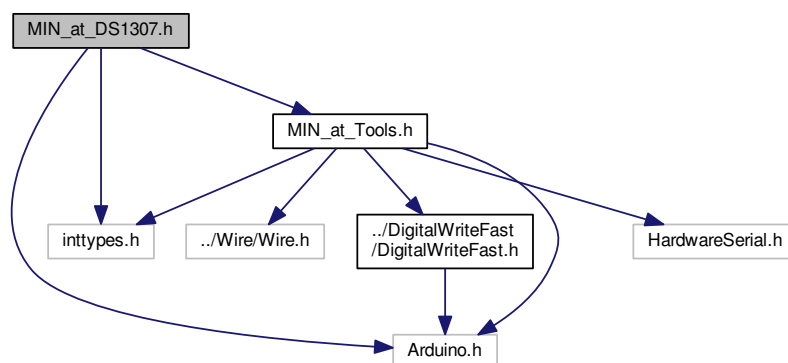 MIN_at_DS1307.h
MIN_at_Tools.h
inttypes.h
../Wire/Wire.h
../DigitalWriteFast
/DigitalWriteFast.h
HardwareSerial.h
Arduino.h